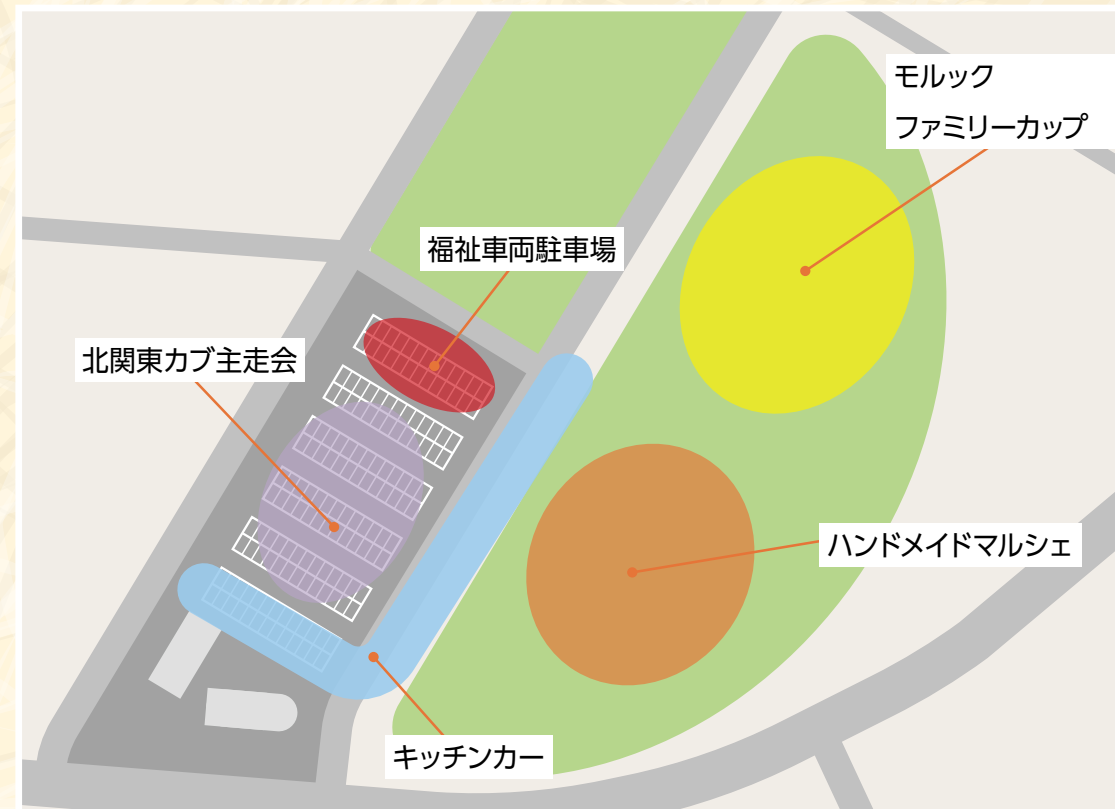 モルック
ファミリーカップ
福祉車両駐車場
北関東カブ主走会
ハンドメイドマルシェ
キッチンカー